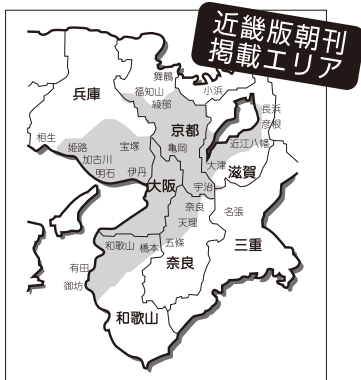 近畿版朝刊
掲載エリア
舞鶴
小浜
兵庫
福知山
綾部
長浜
彦根
京都
相生
姫路
宝塚
亀岡
近江八幡
加古川
大津
滋賀
明石
伊丹
大阪
宇治
奈良
名張
天理
三重
和歌山
橋本
五條
有田
奈良
御坊
和歌山